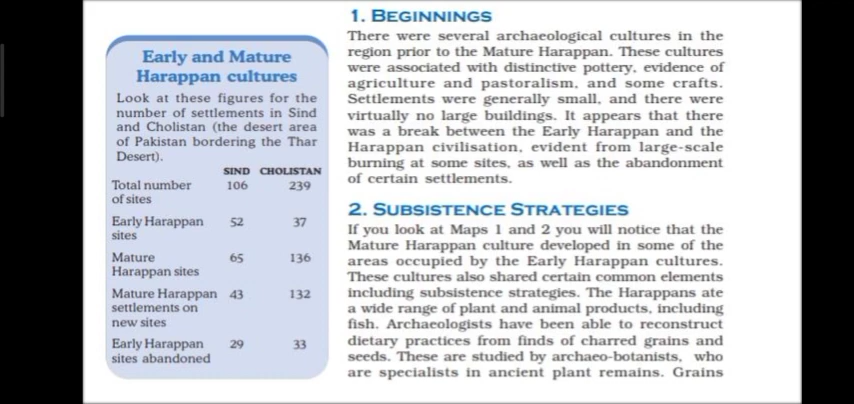 Early and Mature
Harappan cultures
Look at these figures for the
number of settlements in Sind
and Cholistan (the desert area
of Pakistan bordering the Thar
Desert).
SIND CHOLISTAN
Total number 106 239
of sites
Early Harappan 52 37
sites
Mature 65 136
Harappan sites
Mature Harappan 43 132
settlements on
new sites
Early Harappan 29 33
sites abandoned
1. BEGINNINGS
There were several archaeological cultures in the
region prior to the Mature Harappan. These cultures
were associated with distinctive pottery, evidence of
agriculture and pastoralism, and some crafts.
Settlements were generally small, and there were
virtually no large buildings. It appears that there
was a break between the Early Harappan and the
Harappan civilisation, evident from large-scale
burning at some sites, as well as the abandonment
of certain settlements.
2. SUBSISTENCE STRATEGIES
If you look at Maps 1 and 2 you will notice that the
Mature Harappan culture developed in some of the
areas occupied by the Early Harappan cultures.
These cultures also shared certain common elements
including subsistence strategies. The Harappans ate
a wide range of plant and animal products, including
fish. Archaeologists have been able to reconstruct
dietary practices from finds of charred grains and
seeds. These are studied by archaeo-botanists, who
are specialists in ancient plant remains. Grains